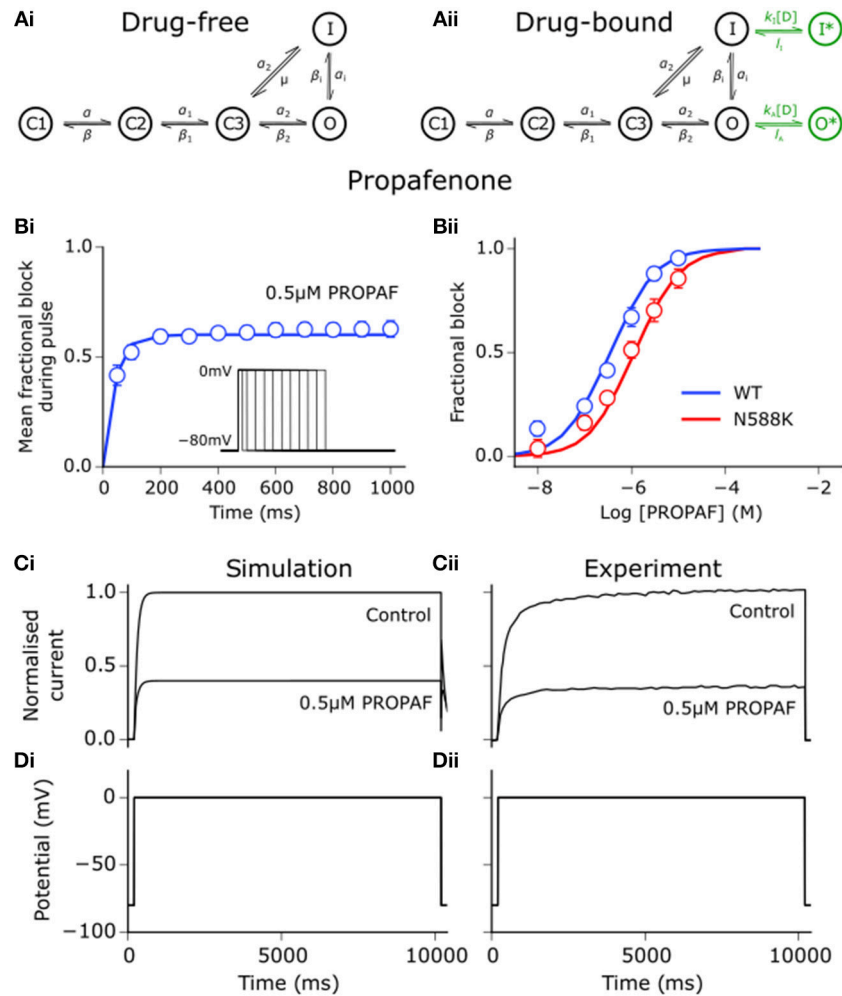 Ai
Drug-free
I
α₂
μ
βᵢ
αᵢ
C1
α
β
C2
α₁
β₁
C3
α₂
β₂
O
Aii
Drug-bound
I
k_I[D]
l_I
I*
α₂
μ
βᵢ
αᵢ
C1
α
β
C2
α₁
β₁
C3
α₂
β₂
O
k_A[D]
l_A
O*
Propafenone
Bi
Mean fractional block
during pulse
1.0
0.5
0.0
0.5μM PROPAF
0mV
−80mV
0 200 400 600 800 1000
Time (ms)
Bii
Fractional block
1.0
0.5
0.0
WT
N588K
−8 −6 −4 −2
Log [PROPAF] (M)
Ci
Simulation
Normalised
current
1.0
0.5
0.0
Control
0.5μM PROPAF
Cii
Experiment
Control
0.5μM PROPAF
Di
Potential (mV)
0
−50
−100
0 5000 10000
Time (ms)
Dii
0 5000 10000
Time (ms)